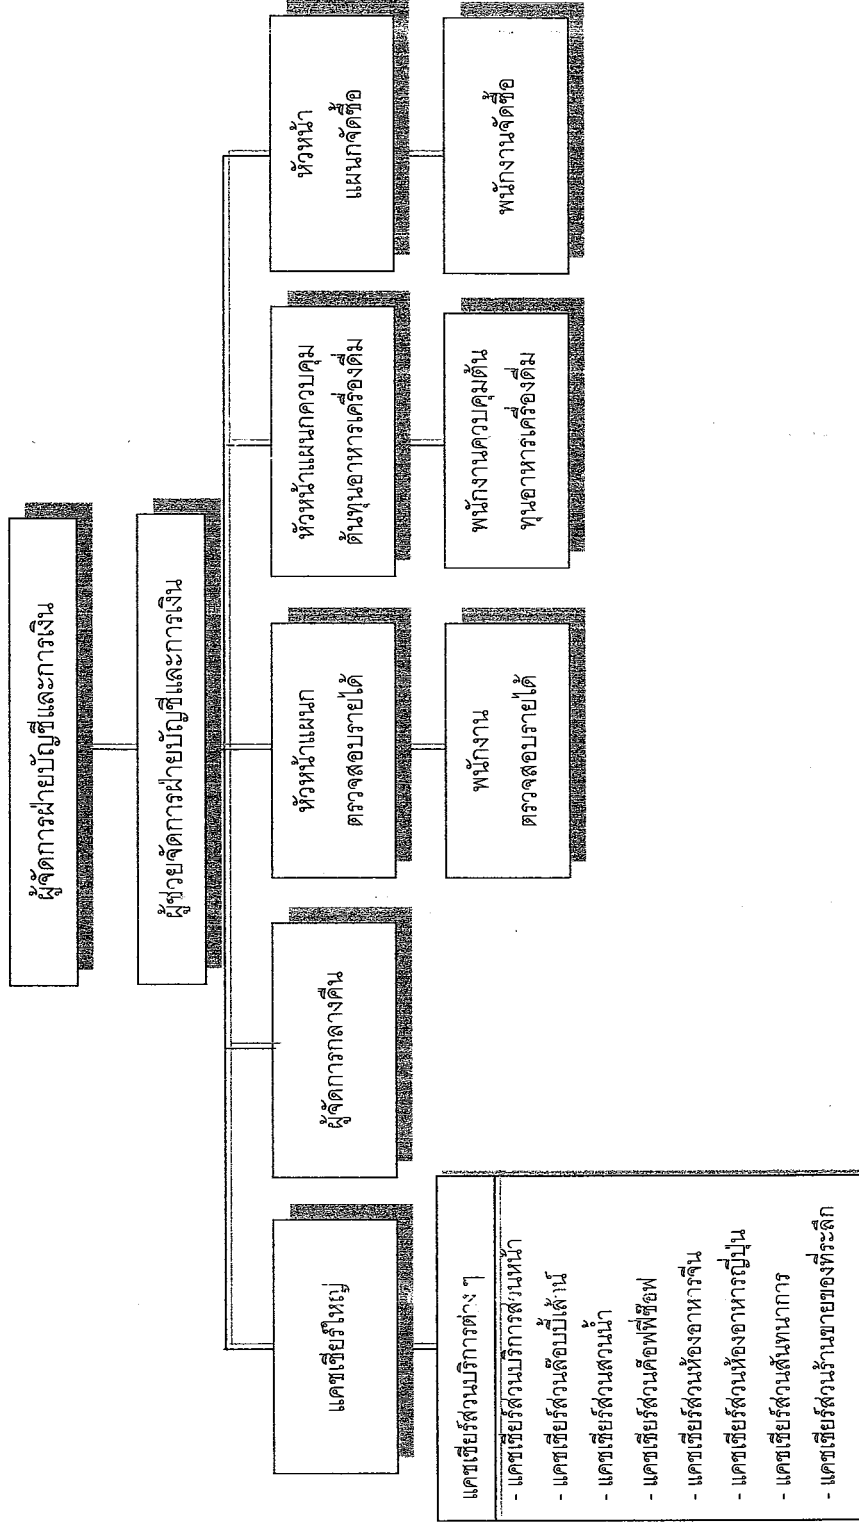 ผู้จัดการฝ่ายบัญชีและการเงิน
ผู้ช่วยจัดการฝ่ายบัญชีและการเงิน
แคชเชียร์ใหญ่
ผู้จัดการกลางคืน
หัวหน้าแผนก
ตรวจสอบรายได้
หัวหน้าแผนกควบคุม
ต้นทุนอาหารเครื่องดื่ม
หัวหน้า
แผนกจัดซื้อ
แคชเชียร์ส่วนบริการต่าง ๆ
- แคชเชียร์ส่วนบริการส่วนหน้า
- แคชเชียร์ส่วนล๊อบบี้เล้าน์
- แคชเชียร์ส่วนสวนน้ำ
- แคชเชียร์ส่วนค๊อฟฟี่ช๊อฟ
- แคชเชียร์ส่วนห้องอาหารจีน
- แคชเชียร์ส่วนห้องอาหารญี่ปุ่น
- แคชเชียร์ส่วนสันทนาการ
- แคชเชียร์ส่วนร้านขายของที่ระลึก
พนักงาน
ตรวจสอบรายได้
พนักงานควบคุมต้น
ทุนอาหารเครื่องดื่ม
พนักงานจัดซื้อ